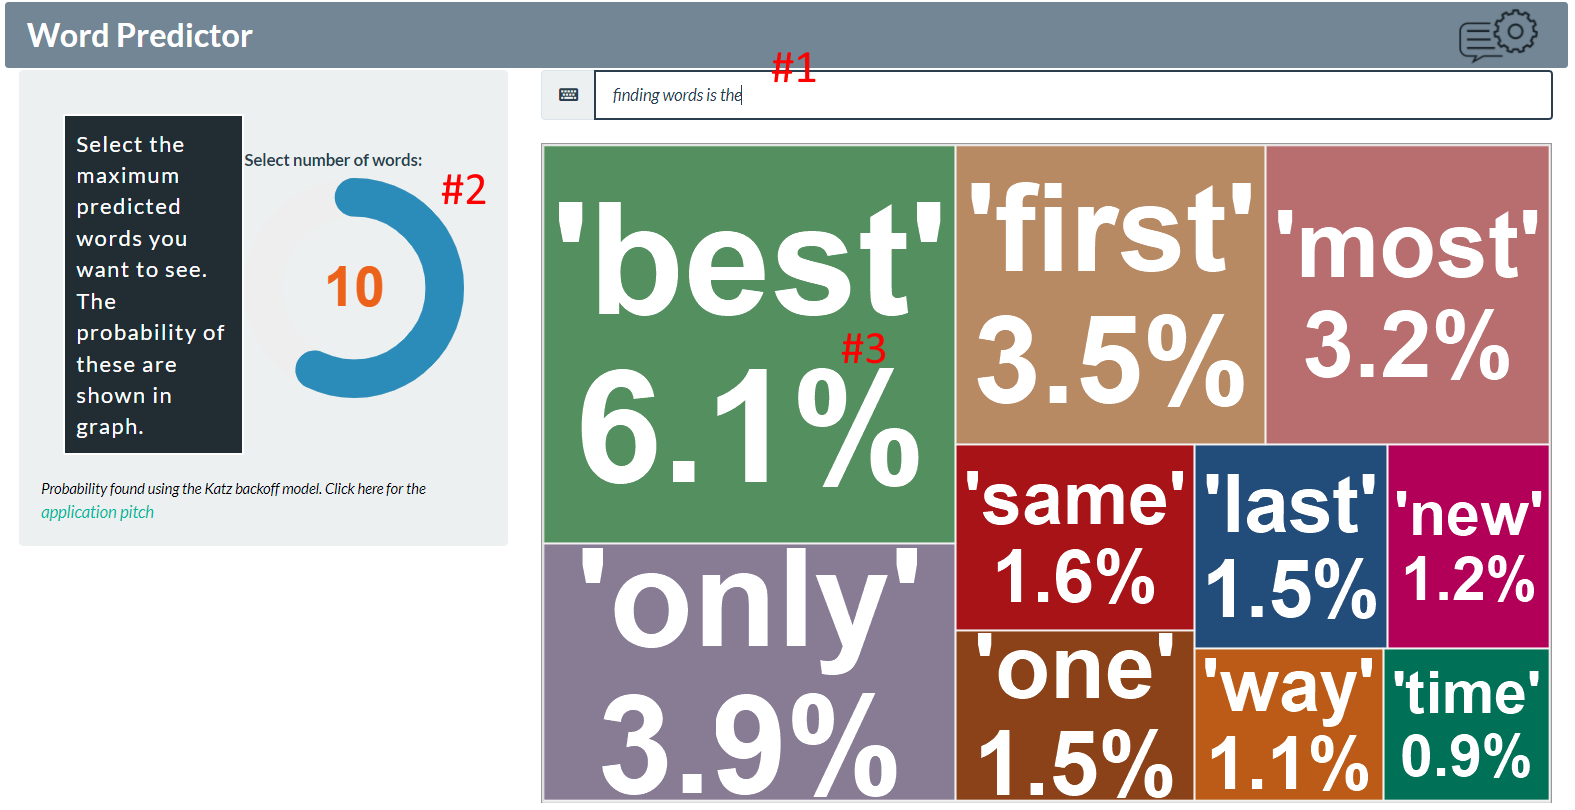 Word Predictor
#1
finding words is the
Select the
maximum
predicted
words you
want to see.
The
probability of
these are
shown in
graph.
Select number of words:
#2
10
Probability found using the Katz backoff model. Click here for the
application pitch
'best'
#3
6.1%
'only'
3.9%
'first'
3.5%
'most'
3.2%
'same'
1.6%
'last'
1.5%
'new'
1.2%
'one'
1.5%
'way'
1.1%
'time'
0.9%